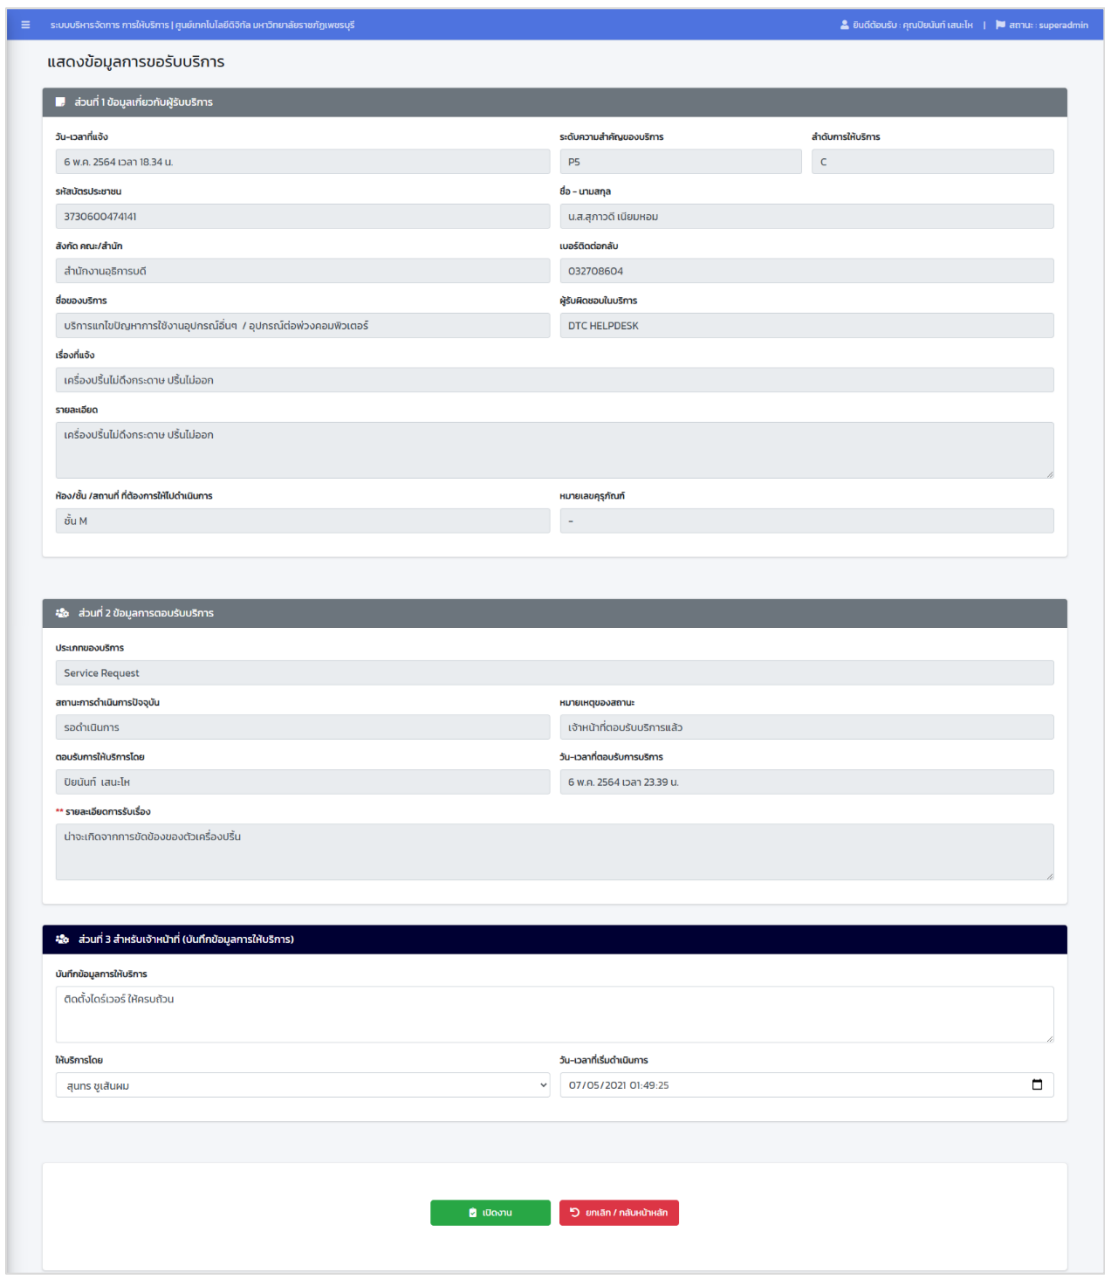 ระบบบริหารจัดการ การให้บริการ | ศูนย์เทคโนโลยีดิจิทัล มหาวิทยาลัยราชภัฏเพชรบุรี
ยินดีต้อนรับ : คุณปิยนันท์ เสนะโห | สถานะ : superadmin
แสดงข้อมูลการขอรับบริการ
ส่วนที่ 1 ข้อมูลเกี่ยวกับผู้รับบริการ
วัน-เวลาที่แจ้ง ระดับความสำคัญของบริการ ลำดับการให้บริการ
6 พ.ค. 2564 เวลา 18.34 น. P5 C
รหัสบัตรประชาชน ชื่อ - นามสกุล
3730600474141 น.ส.สุภาวดี เนียมหอม
สังกัด คณะ/สำนัก เบอร์ติดต่อกลับ
สำนักงานอธิการบดี 032708604
ชื่อของบริการ ผู้รับผิดชอบในบริการ
บริการแก้ไขปัญหาการใช้งานอุปกรณ์อื่นๆ / อุปกรณ์ต่อพ่วงคอมพิวเตอร์ DTC HELPDESK
เรื่องที่แจ้ง
เครื่องปริ้นไม่ดึงกระดาษ ปริ้นไม่ออก
รายละเอียด
เครื่องปริ้นไม่ดึงกระดาษ ปริ้นไม่ออก
ห้อง/ชั้น /สถานที่ ที่ต้องการให้ไปดำเนินการ หมายเลขครุภัณฑ์
ชั้น M -
ส่วนที่ 2 ข้อมูลการตอบรับบริการ
ประเภทของบริการ
Service Request
สถานะการดำเนินการปัจจุบัน หมายเหตุของสถานะ
รอดำเนินการ เจ้าหน้าที่ตอบรับบริการแล้ว
ตอบรับการให้บริการโดย วัน-เวลาที่ตอบรับการบริการ
ปิยนันท์ เสนะโห 6 พ.ค. 2564 เวลา 23.39 น.
** รายละเอียดการรับเรื่อง
น่าจะเกิดจากการขัดข้องของตัวเครื่องปริ้น
ส่วนที่ 3 สำหรับเจ้าหน้าที่ (บันทึกข้อมูลการให้บริการ)
บันทึกข้อมูลการให้บริการ
ติดตั้งไดร์เวอร์ ให้ครบถ้วน
ให้บริการโดย วัน-เวลาที่เริ่มดำเนินการ
สุนทร ชูเส้นผม 07/05/2021 01:49:25
เปิดงาน ยกเลิก / กลับหน้าหลัก